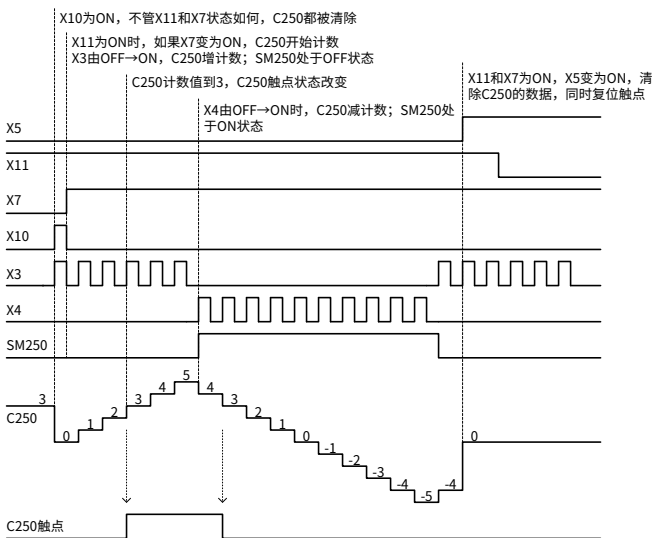 X10为ON，不管X11和X7状态如何，C250都被清除
X11为ON时，如果X7变为ON，C250开始计数
X3由OFF→ON，C250增计数；SM250处于OFF状态
C250计数值到3，C250触点状态改变
X4由OFF→ON时，C250减计数；SM250处
于ON状态
X11和X7为ON，X5变为ON，清
除C250的数据，同时复位触点
X5
X11
X7
X10
X3
X4
SM250
C250
3
0
1
2
3
4
5
4
3
2
1
0
-1
-2
-3
-4
-5
-4
0
C250触点